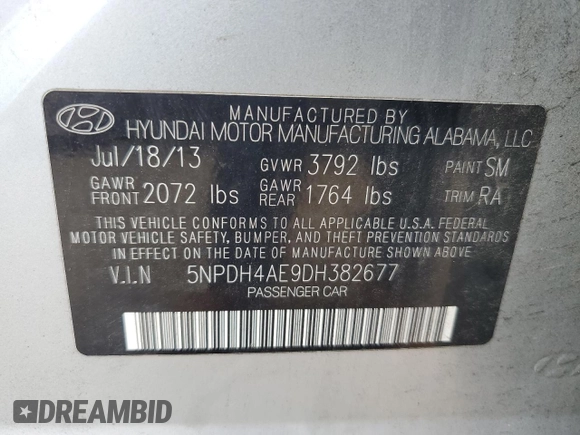 MANUFACTURED BY
HYUNDAI MOTOR MANUFACTURING ALABAMA, LLC
Jul/18/13 GVWR 3792 lbs PAINT SM
GAWR FRONT 2072 lbs GAWR REAR 1764 lbs TRIM RA
THIS VEHICLE CONFORMS TO ALL APPLICABLE U.S.A. FEDERAL
MOTOR VEHICLE SAFETY, BUMPER, AND THEFT PREVENTION STANDARDS
IN EFFECT ON THE DATE OF MANUFACTURE SHOWN ABOVE.
V.I.N 5NPDH4AE9DH382677
PASSENGER CAR
DREAMBID